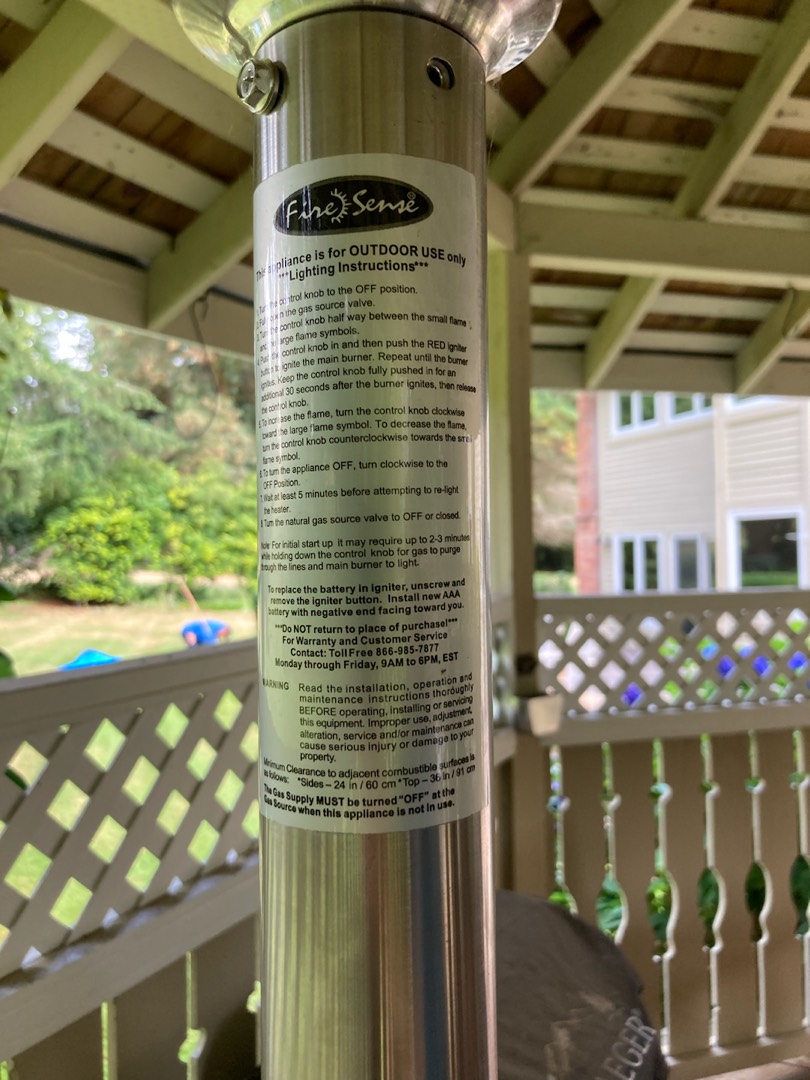 Fire Sense®
This appliance is for OUTDOOR USE only
***Lighting Instructions***
Turn the control knob to the OFF position.
the gas source valve.
Turn the control knob half way between the small flame
and large flame symbols.
Push the control knob in and then push the RED igniter
button to ignite the main burner. Repeat until the burner
ignites. Keep the control knob fully pushed in for an
additional 30 seconds after the burner ignites, then release
the control knob.
5. To increase the flame, turn the control knob clockwise
toward the large flame symbol. To decrease the flame,
turn the control knob counterclockwise towards the small
flame symbol.
6. To turn the appliance OFF, turn clockwise to the
OFF Position.
7. Wait at least 5 minutes before attempting to re-light
the heater.
8. Turn the natural gas source valve to OFF or closed.
Note: For initial start up it may require up to 2-3 minutes
while holding down the control knob for gas to purge
through the lines and main burner to light.
To replace the battery in igniter, unscrew and
remove the igniter button. Install new AAA
battery with negative end facing toward you.
***Do NOT return to place of purchase!***
For Warranty and Customer Service
Contact: Toll Free 866-985-7877
Monday through Friday, 9AM to 6PM, EST
WARNING Read the installation, operation and
maintenance instructions thoroughly
BEFORE operating, installing or servicing
this equipment. Improper use, adjustment,
alteration, service and/or maintenance can
cause serious injury or damage to your
property.
Minimum Clearance to adjacent combustible surfaces is
as follows: *Sides – 24 in / 60 cm *Top – 36 in / 91 cm
The Gas Supply MUST be turned "OFF" at the
Gas Source when this appliance is not in use.
EGER